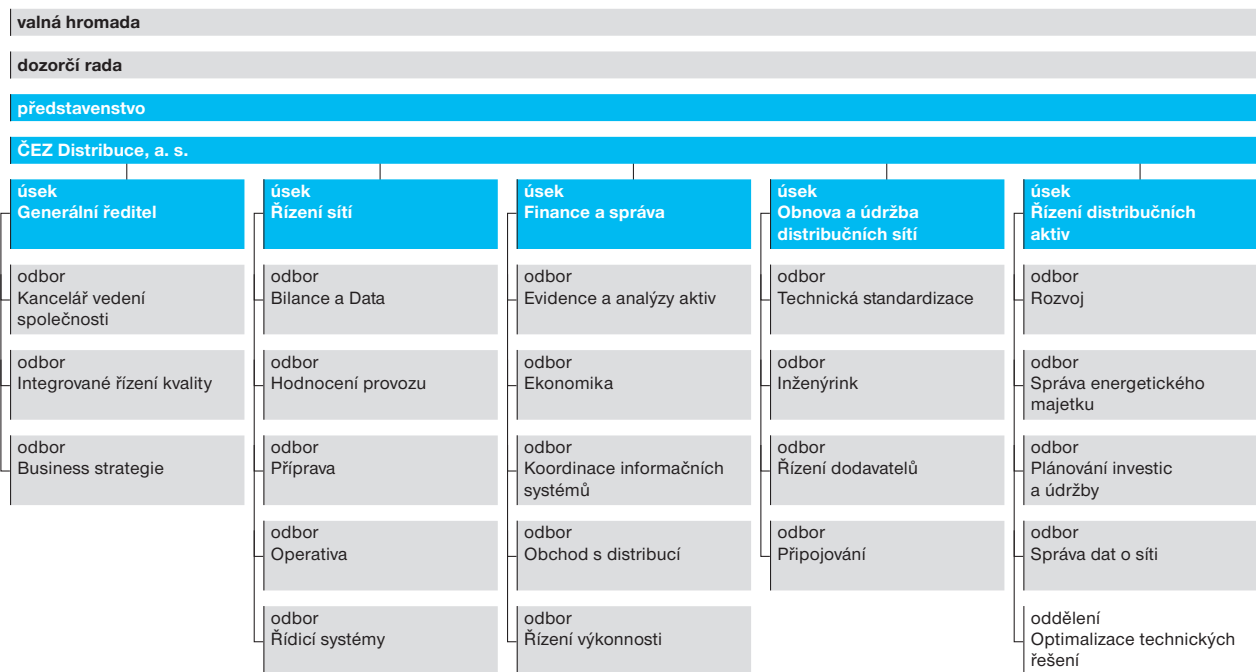 valná hromada
dozorčí rada
představenstvo
ČEZ Distribuce, a. s.
úsek
Generální ředitel
úsek
Řízení sítí
úsek
Finance a správa
úsek
Obnova a údržba
distribučních sítí
úsek
Řízení distribučních
aktiv
odbor
Kancelář vedení
společnosti
odbor
Bilance a Data
odbor
Evidence a analýzy aktiv
odbor
Technická standardizace
odbor
Rozvoj
odbor
Integrované řízení kvality
odbor
Hodnocení provozu
odbor
Ekonomika
odbor
Inženýrink
odbor
Správa energetického
majetku
odbor
Business strategie
odbor
Příprava
odbor
Koordinace informačních
systémů
odbor
Řízení dodavatelů
odbor
Plánování investic
a údržby
odbor
Operativa
odbor
Obchod s distribucí
odbor
Připojování
odbor
Správa dat o síti
odbor
Řídicí systémy
odbor
Řízení výkonnosti
oddělení
Optimalizace technických
řešení